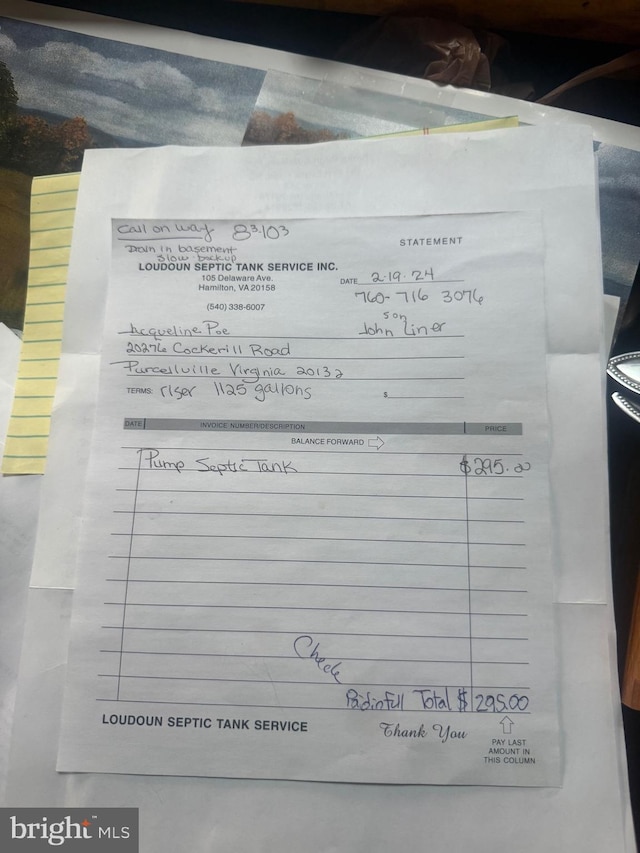 Call on way 83103
Drain in basement
Slow backup
STATEMENT
LOUDOUN SEPTIC TANK SERVICE INC.
105 Delaware Ave.
Hamilton, VA 20158
DATE 2-19-24
(540) 338-6007
760-716 3076
son
Jacqueline Poe John Liner
20276 Cockerill Road
Purcellville Virginia 20132
TERMS: riser 1125 gallons $
DATE INVOICE NUMBER/DESCRIPTION PRICE
BALANCE FORWARD
Pump Septic Tank $295.00
Check
Paid in full Total $ 295.00
LOUDOUN SEPTIC TANK SERVICE
Thank You
PAY LAST
AMOUNT IN
THIS COLUMN
bright MLS